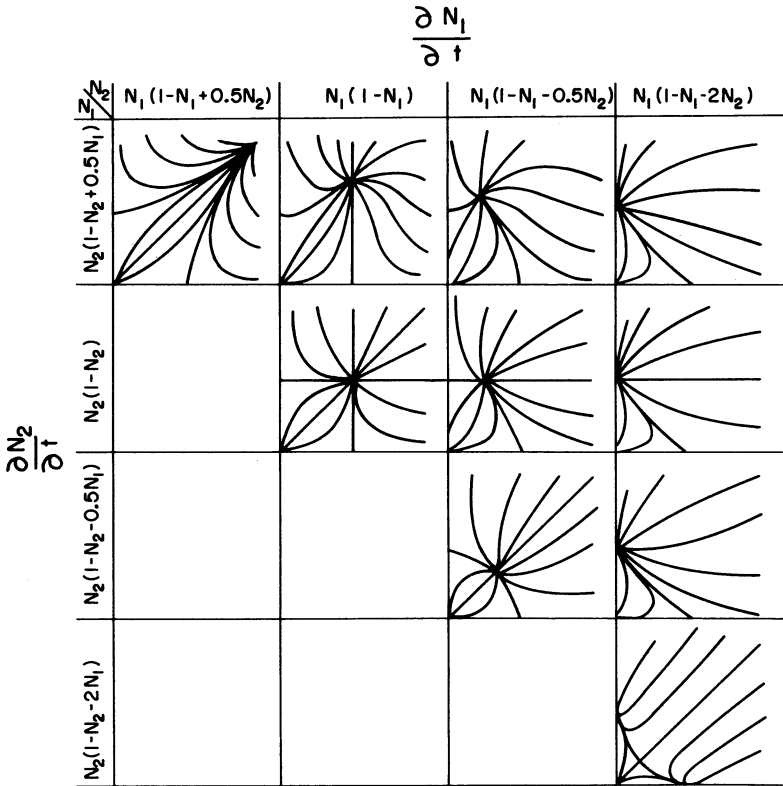 ∂ N₁
∂ t
N₂
N₁
N₁(1-N₁+0.5N₂)
N₁(1-N₁)
N₁(1-N₁-0.5N₂)
N₁(1-N₁-2N₂)
N₂(1-N₂+0.5N₁)
N₂(1-N₂)
N₂(1-N₂-0.5N₁)
N₂(1-N₂-2N₁)
∂N₂
∂t